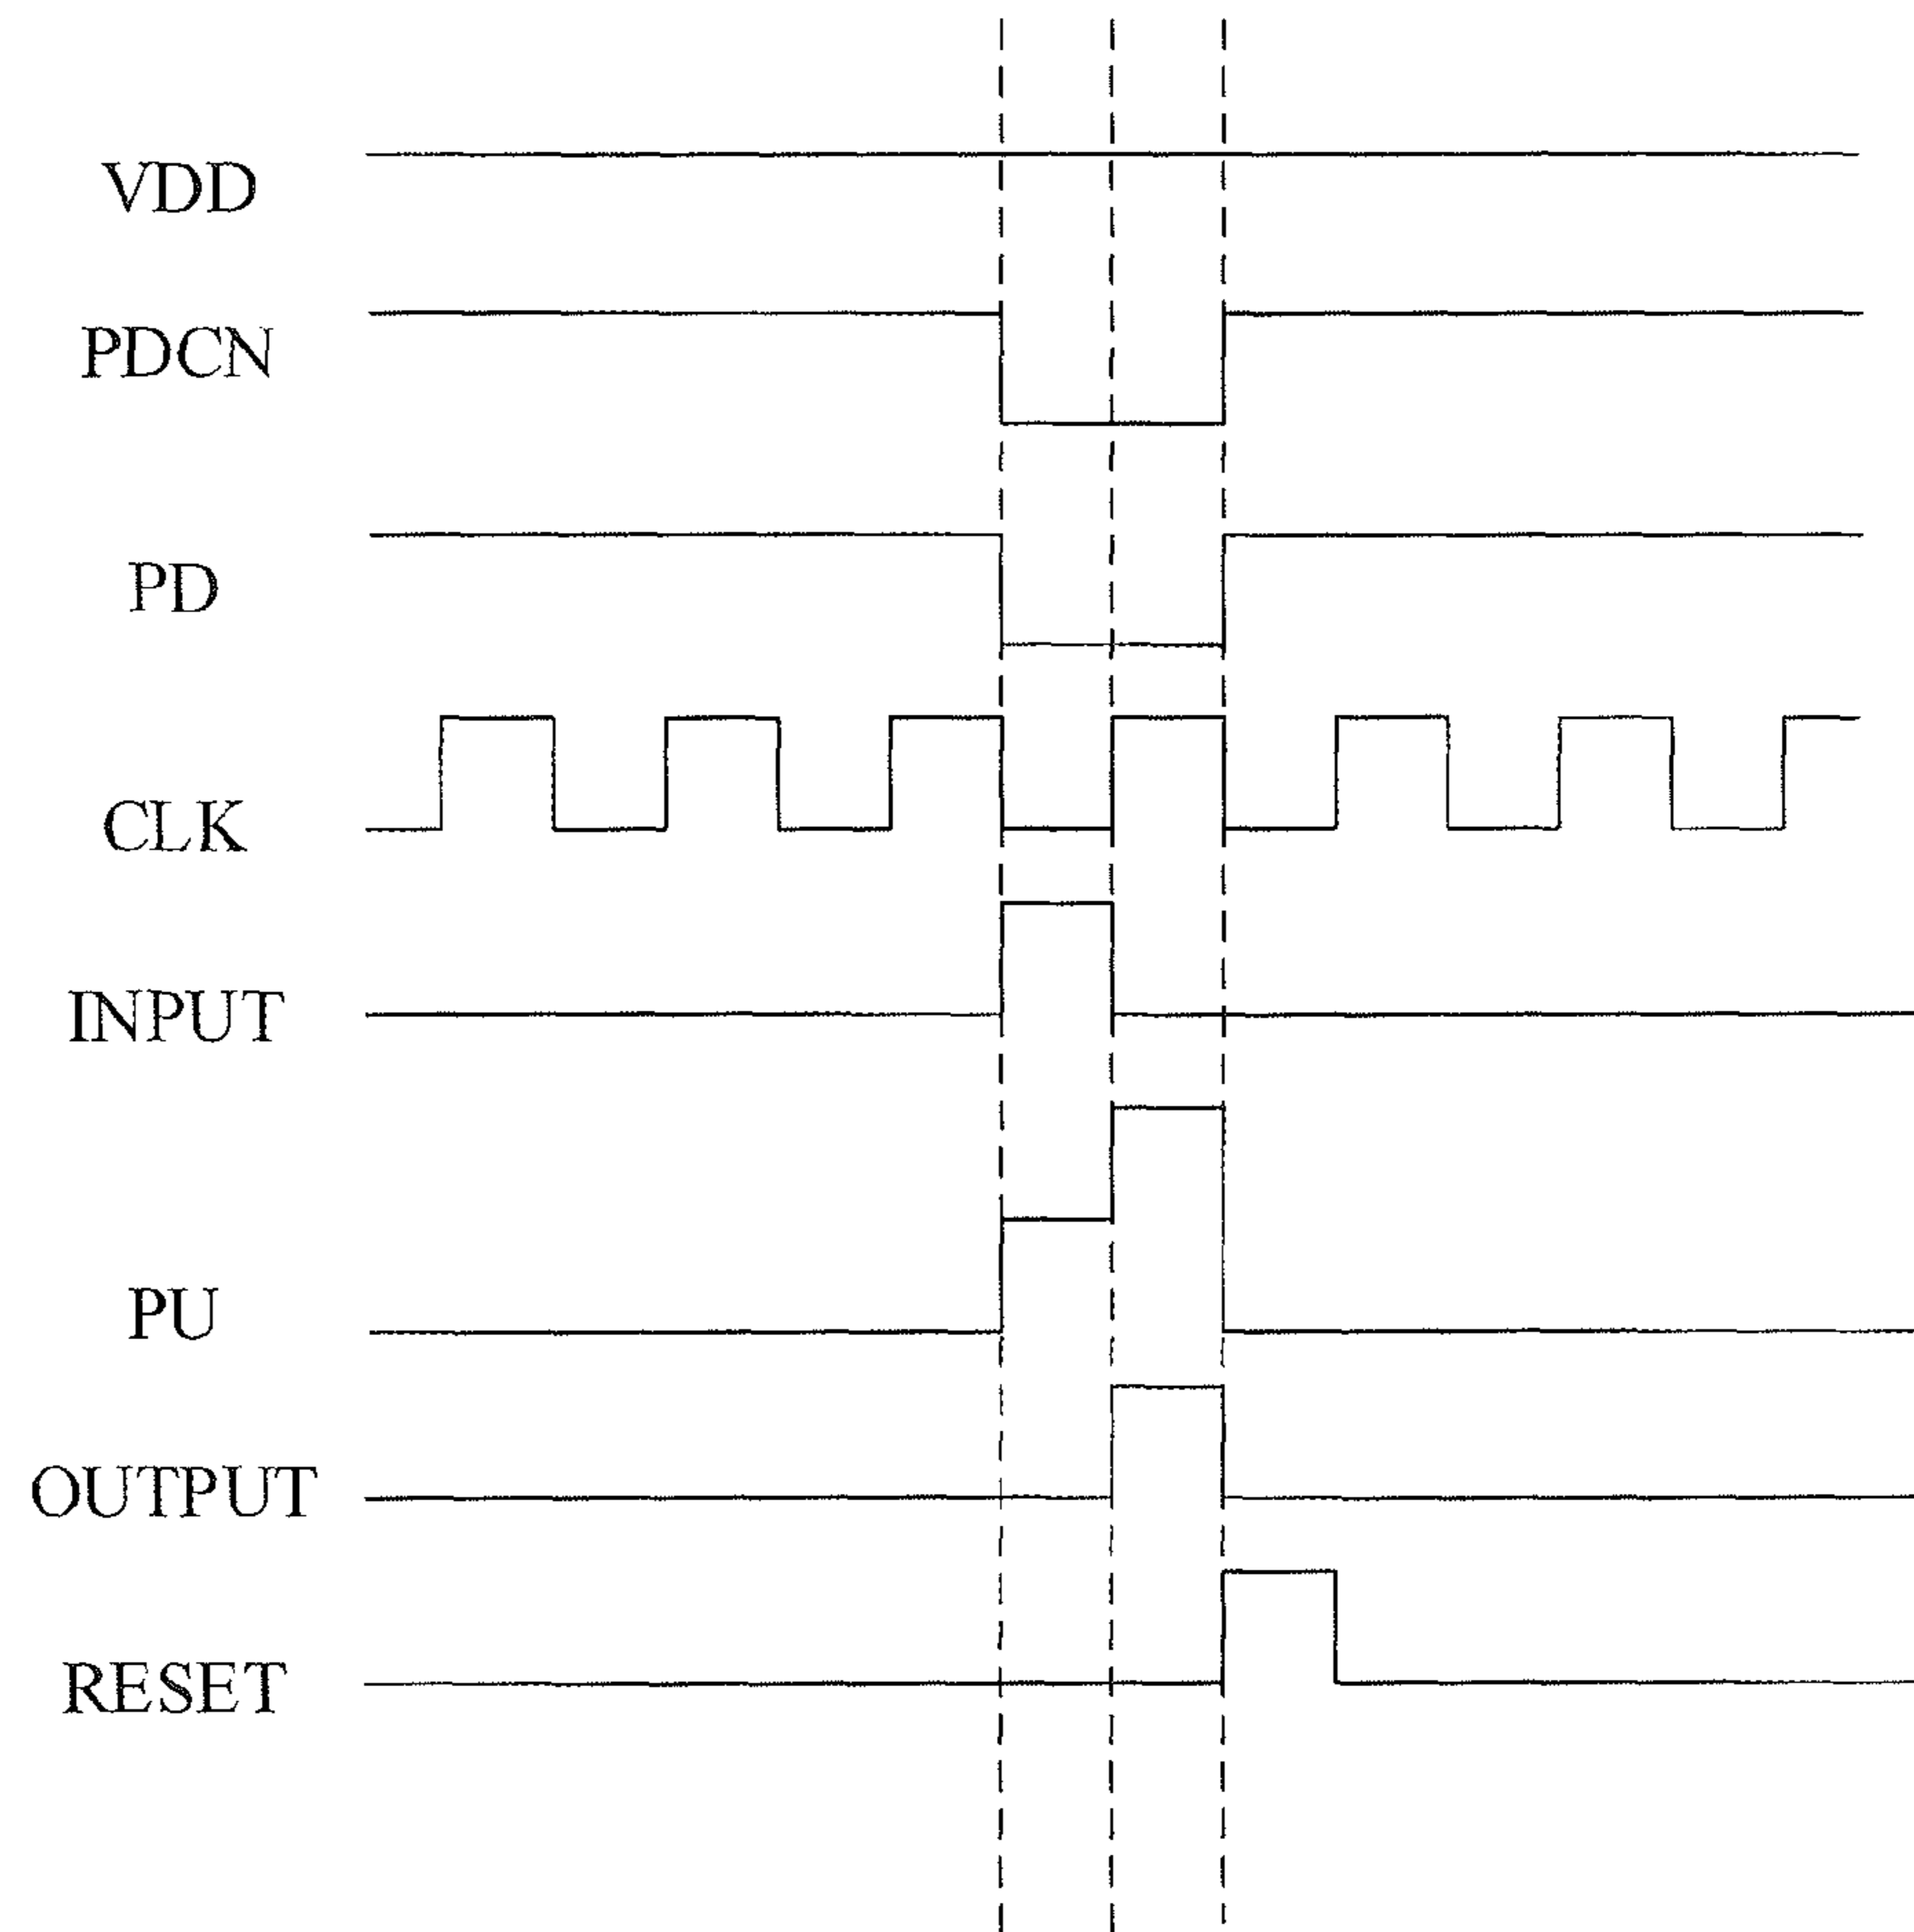 VDD
PDCN
PD
CLK
INPUT
PU
OUTPUT
RESET